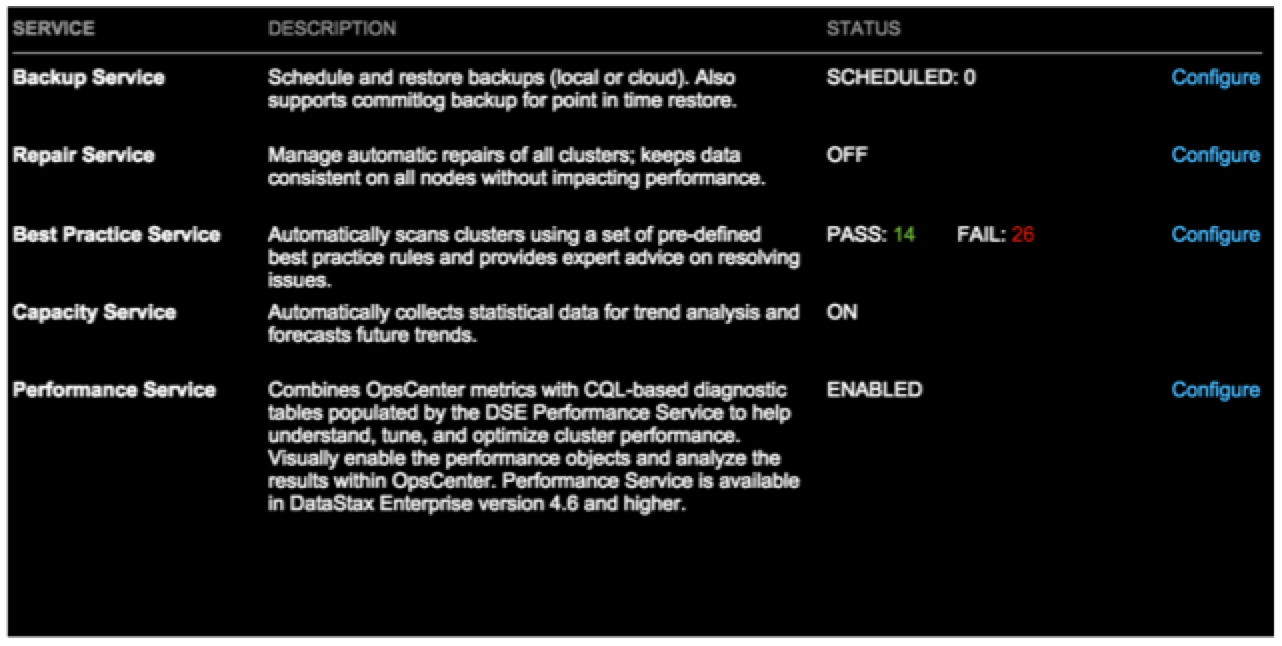 SERVICE DESCRIPTION STATUS
Backup Service Schedule and restore backups (local or cloud). Also SCHEDULED: 0 Configure
supports commitlog backup for point in time restore.
Repair Service Manage automatic repairs of all clusters; keeps data OFF Configure
consistent on all nodes without impacting performance.
Best Practice Service Automatically scans clusters using a set of pre-defined PASS: 14 FAIL: 26 Configure
best practice rules and provides expert advice on resolving
issues.
Capacity Service Automatically collects statistical data for trend analysis and ON
forecasts future trends.
Performance Service Combines OpsCenter metrics with CQL-based diagnostic ENABLED Configure
tables populated by the DSE Performance Service to help
understand, tune, and optimize cluster performance.
Visually enable the performance objects and analyze the
results within OpsCenter. Performance Service is available
in DataStax Enterprise version 4.6 and higher.